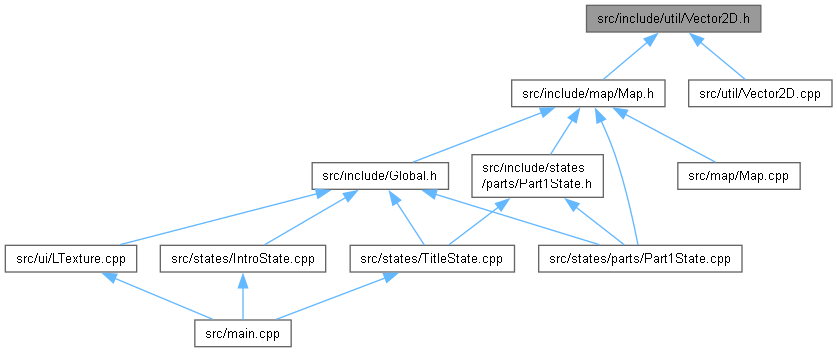 src/include/util/Vector2D.h
src/include/map/Map.h
src/util/Vector2D.cpp
src/include/Global.h
src/include/states
/parts/Part1State.h
src/map/Map.cpp
src/ui/LTexture.cpp
src/states/IntroState.cpp
src/states/TitleState.cpp
src/states/parts/Part1State.cpp
src/main.cpp